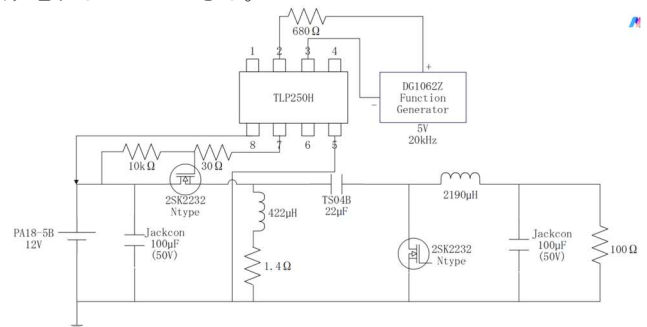 680Ω
1 2 3 4
TLP250H
8 7 6 5
+
-
DG1062Z
Function
Generator
5V
20kHz
10kΩ
30Ω
2SK2232
Ntype
422μH
1.4Ω
TS04B
22μF
2190μH
2SK2232
Ntype
PA18-5B
12V
Jackcon
100μF
(50V)
Jackcon
100μF
(50V)
100Ω